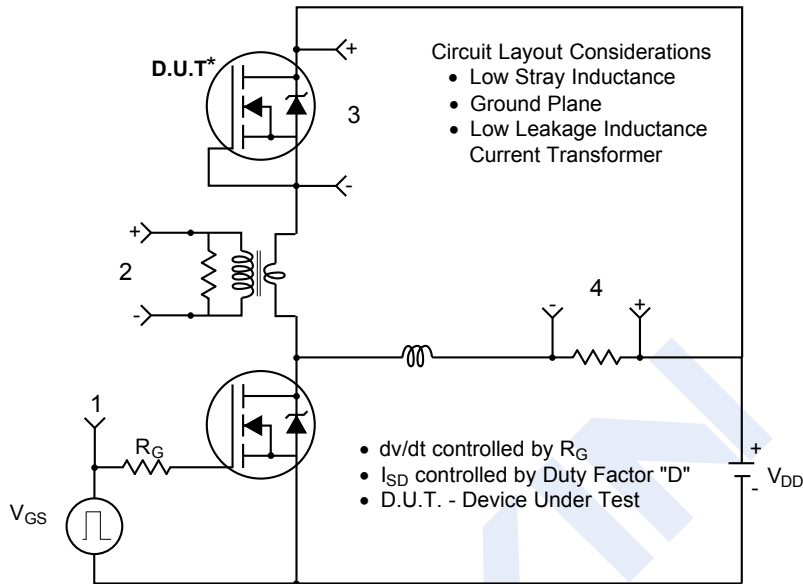 D.U.T*
+
3
-
Circuit Layout Considerations
• Low Stray Inductance
• Ground Plane
• Low Leakage Inductance
Current Transformer
+
2
-
4
-
+
1
RG
VGS
• dv/dt controlled by RG
• ISD controlled by Duty Factor "D"
• D.U.T. - Device Under Test
+
-
VDD